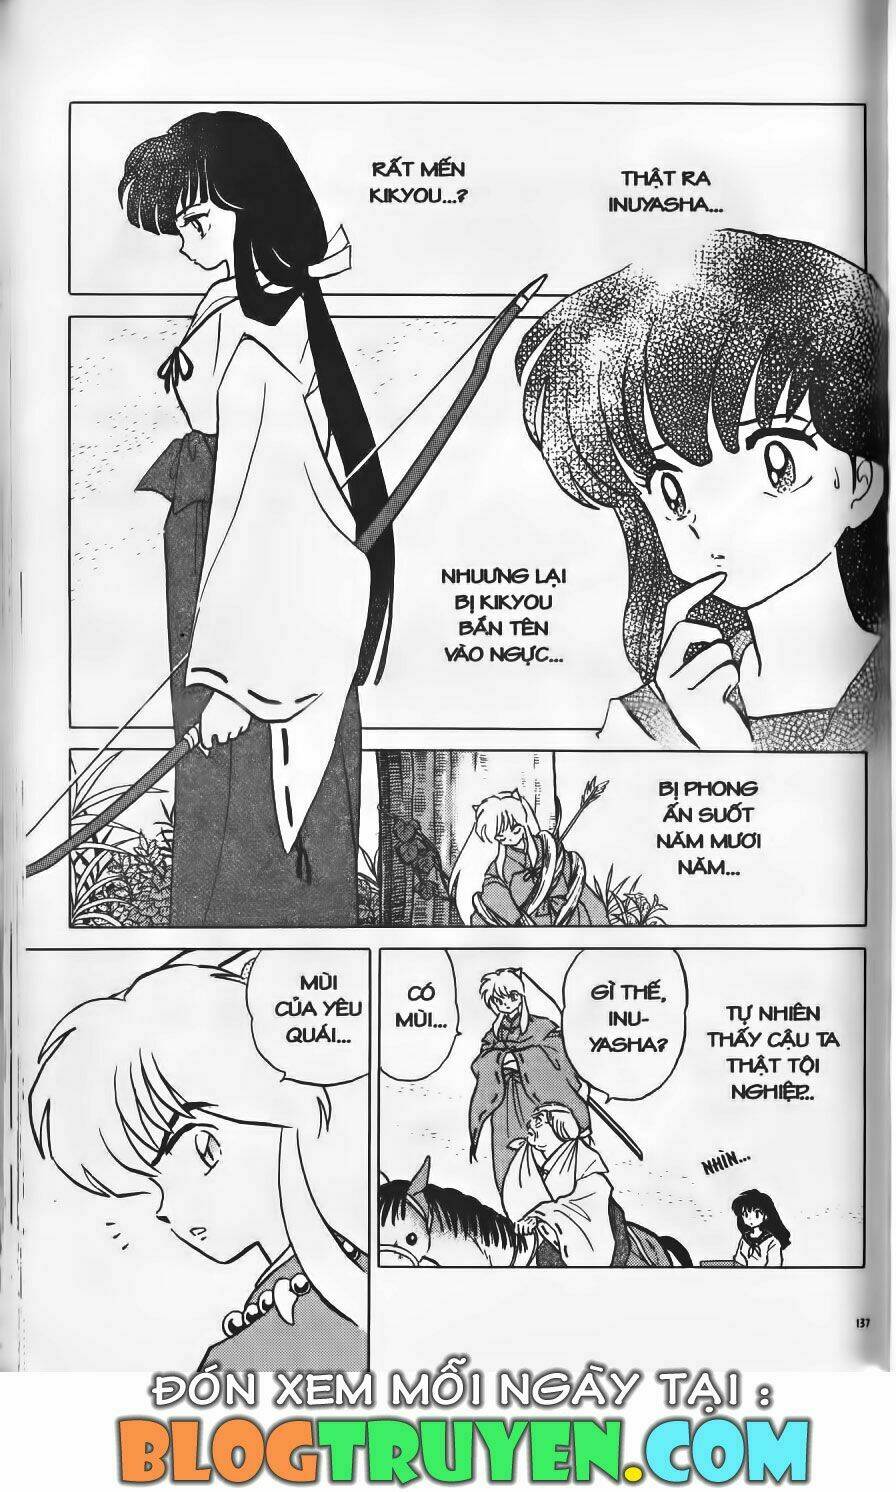 THẬT RA
INUYASHA...
RẤT MẾN
KIKYOU...?
NHUƯNG LẠI
BỊ KIKYOU
BẮN TÊN
VÀO NGỰC...
BỊ PHONG
ẤN SUỐT
NĂM MƯƠI
NĂM...
TỰ NHIÊN
THẤY CẬU TA
THẬT TỘI
NGHIỆP...
NHÌN...
GÌ THẾ,
INU-
YASHA?
CÓ
MÙI...
MÙI
CỦA YÊU
QUÁI...
137
ĐÓN XEM MỖI NGÀY TẠI :
BLOGTRUYEN.COM